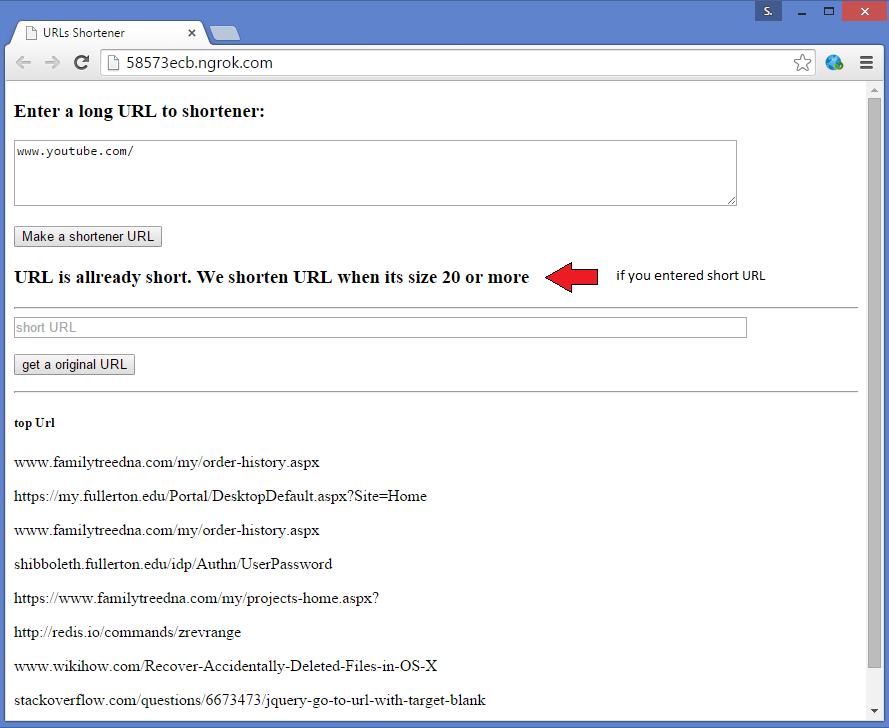 S.
URLs Shortener
58573ecb.ngrok.com
Enter a long URL to shortener:
www.youtube.com/
Make a shortener URL
URL is allready short. We shorten URL when its size 20 or more
if you entered short URL
short URL
get a original URL
top Url
www.familytreedna.com/my/order-history.aspx
https://my.fullerton.edu/Portal/DesktopDefault.aspx?Site=Home
www.familytreedna.com/my/order-history.aspx
shibboleth.fullerton.edu/idp/Authn/UserPassword
https://www.familytreedna.com/my/projects-home.aspx?
http://redis.io/commands/zrevrange
www.wikihow.com/Recover-Accidentally-Deleted-Files-in-OS-X
stackoverflow.com/questions/6673473/jquery-go-to-url-with-target-blank